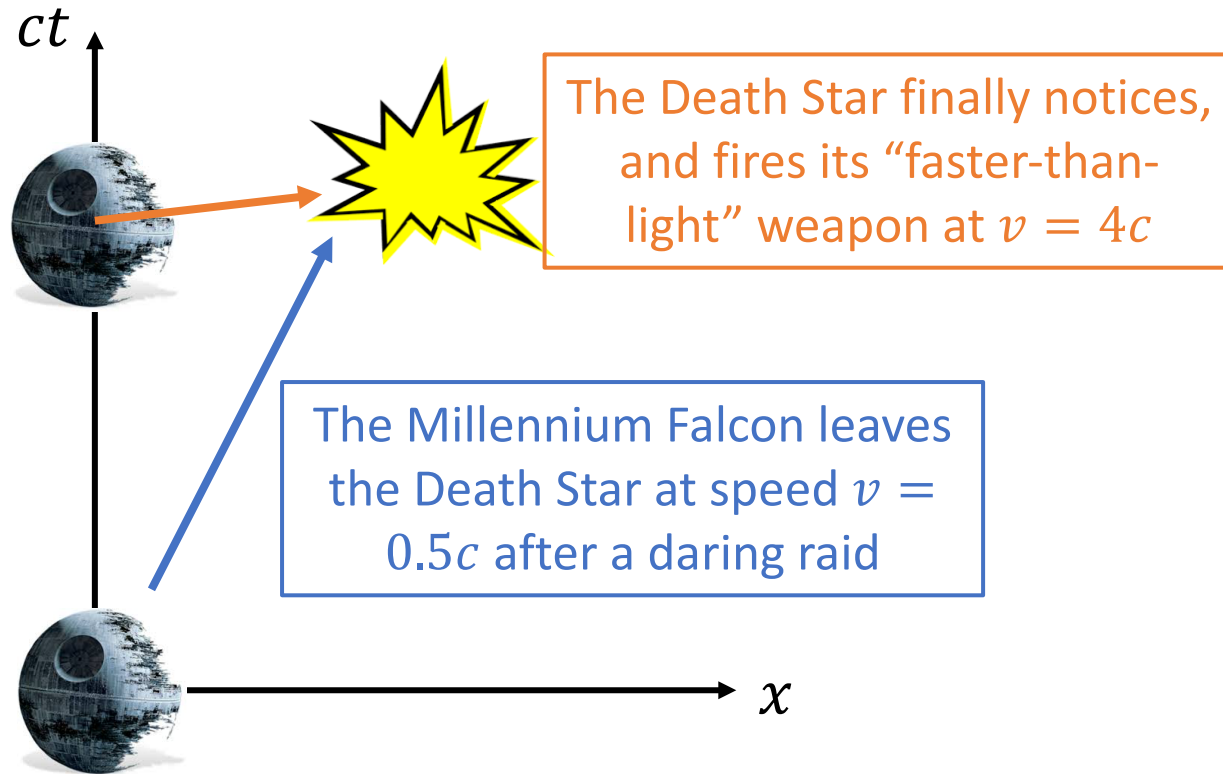 ct
The Death Star finally notices,
and fires its “faster-than-
light” weapon at v = 4c
The Millennium Falcon leaves
the Death Star at speed v =
0.5c after a daring raid
x